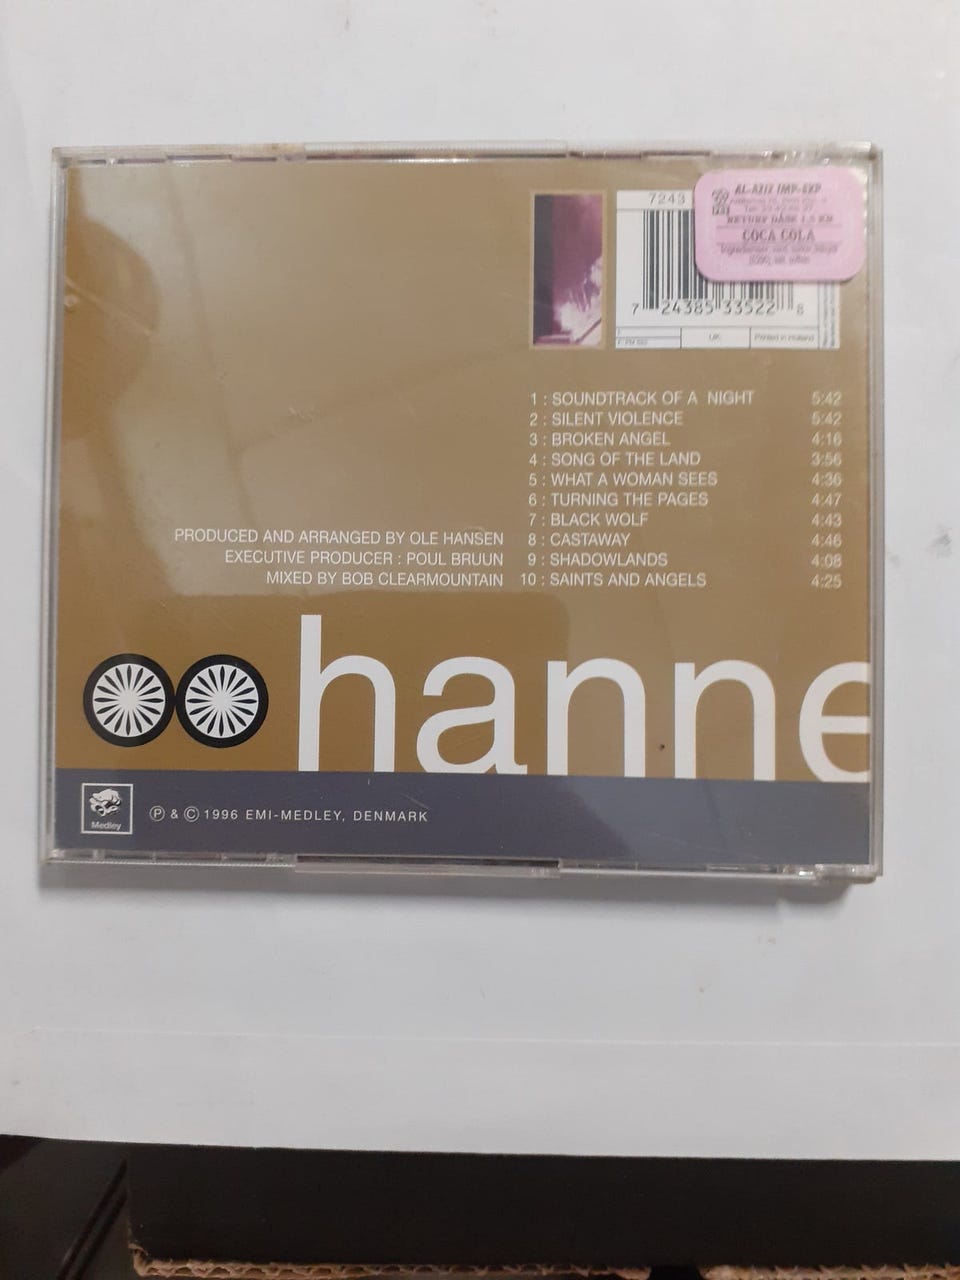 7243
AL-AZIZ IMP-EXP
RETURF DÅSE 1.5 KR
COCA COLA
7 24385 33522 8
UK:
Printed in Holland
1 : SOUNDTRACK OF A NIGHT 5:42
2 : SILENT VIOLENCE 5:42
3 : BROKEN ANGEL 4:16
4 : SONG OF THE LAND 3:56
5 : WHAT A WOMAN SEES 4:36
6 : TURNING THE PAGES 4:47
7 : BLACK WOLF 4:43
8 : CASTAWAY 4:46
9 : SHADOWLANDS 4:08
10 : SAINTS AND ANGELS 4:25
PRODUCED AND ARRANGED BY OLE HANSEN
EXECUTIVE PRODUCER : POUL BRUUN
MIXED BY BOB CLEARMOUNTAIN
hanne
Medley
Ⓟ & © 1996 EMI-MEDLEY, DENMARK